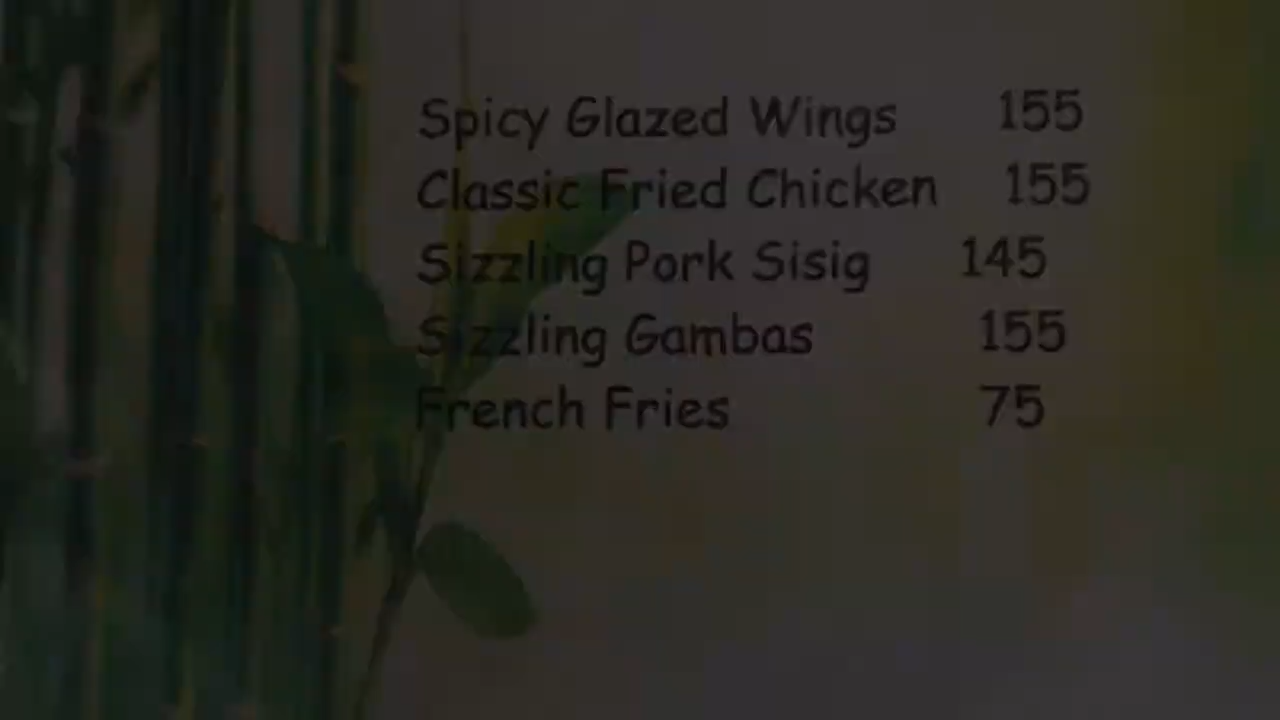 Spicy Glazed Wings 155
Classic Fried Chicken 155
Sizzling Pork Sisig 145
Sizzling Gambas 155
French Fries 75